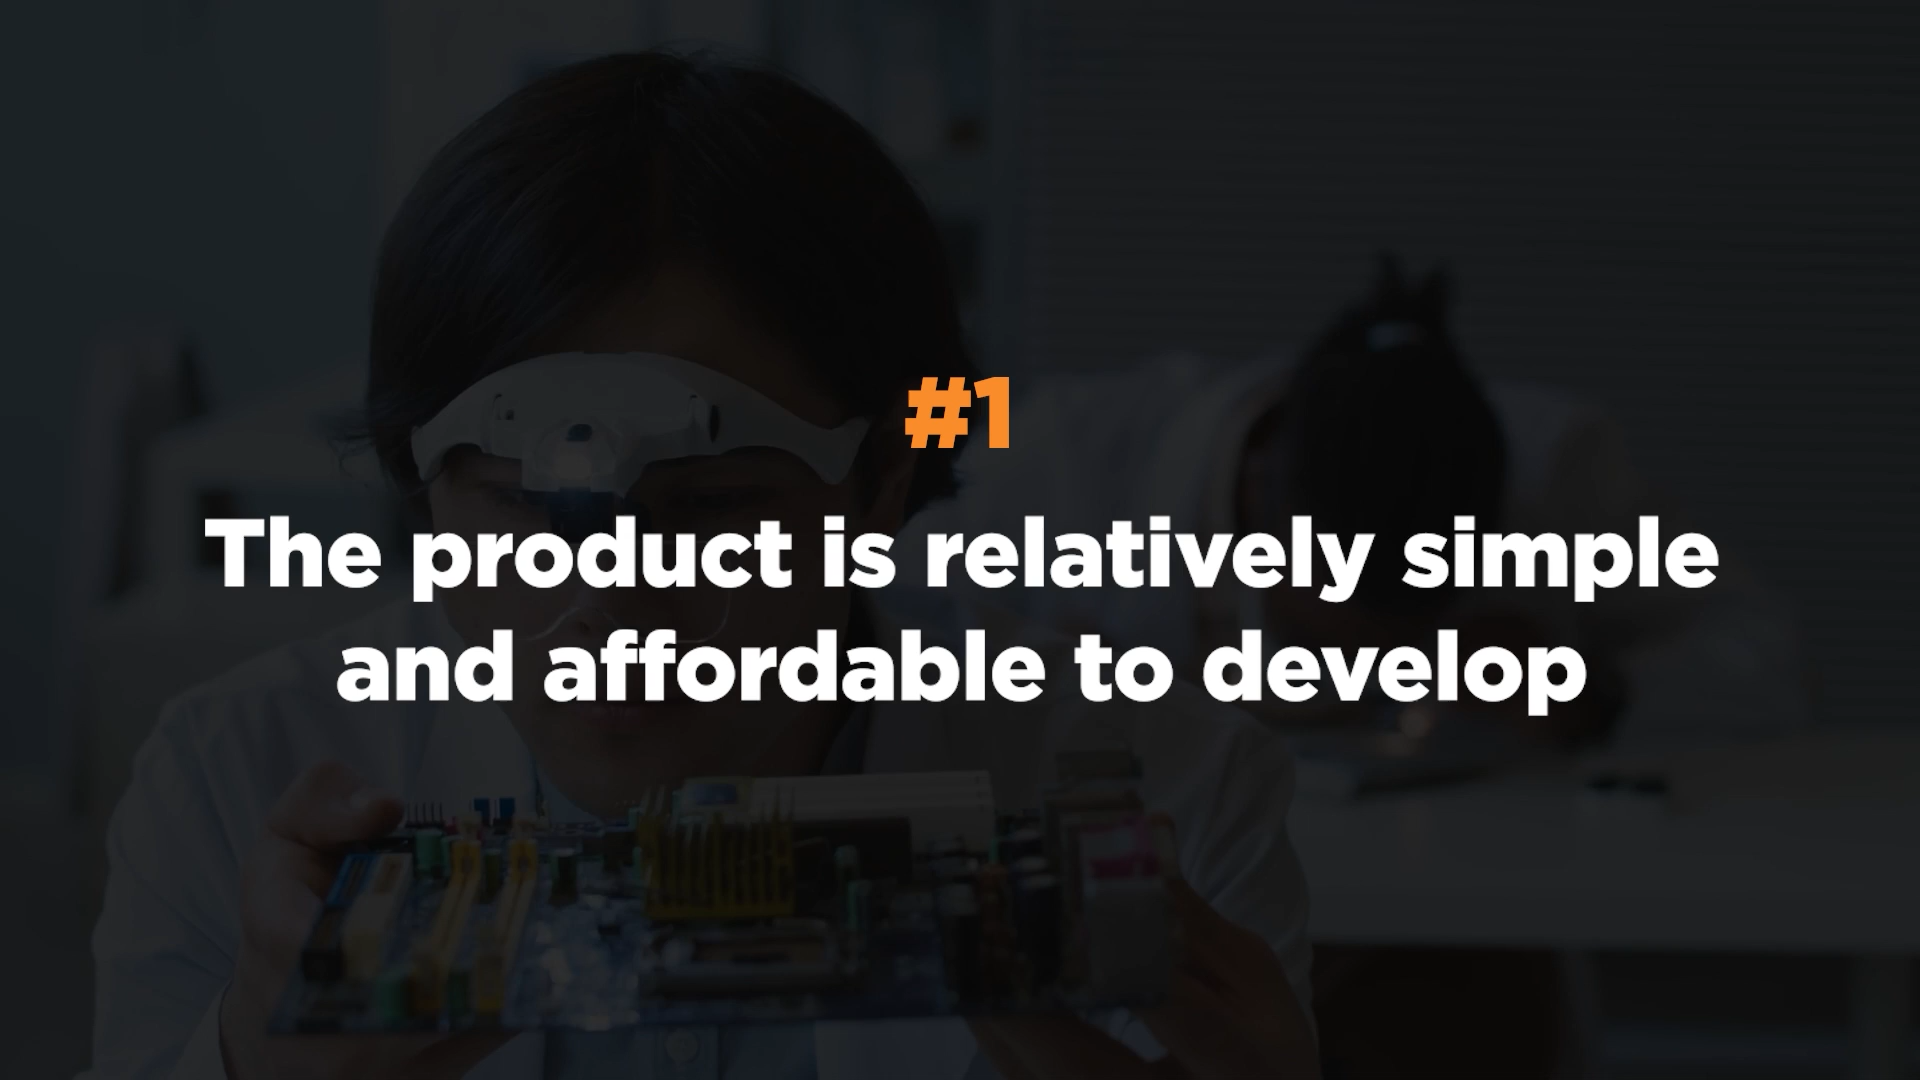 #1
The product is relatively simple
and affordable to develop